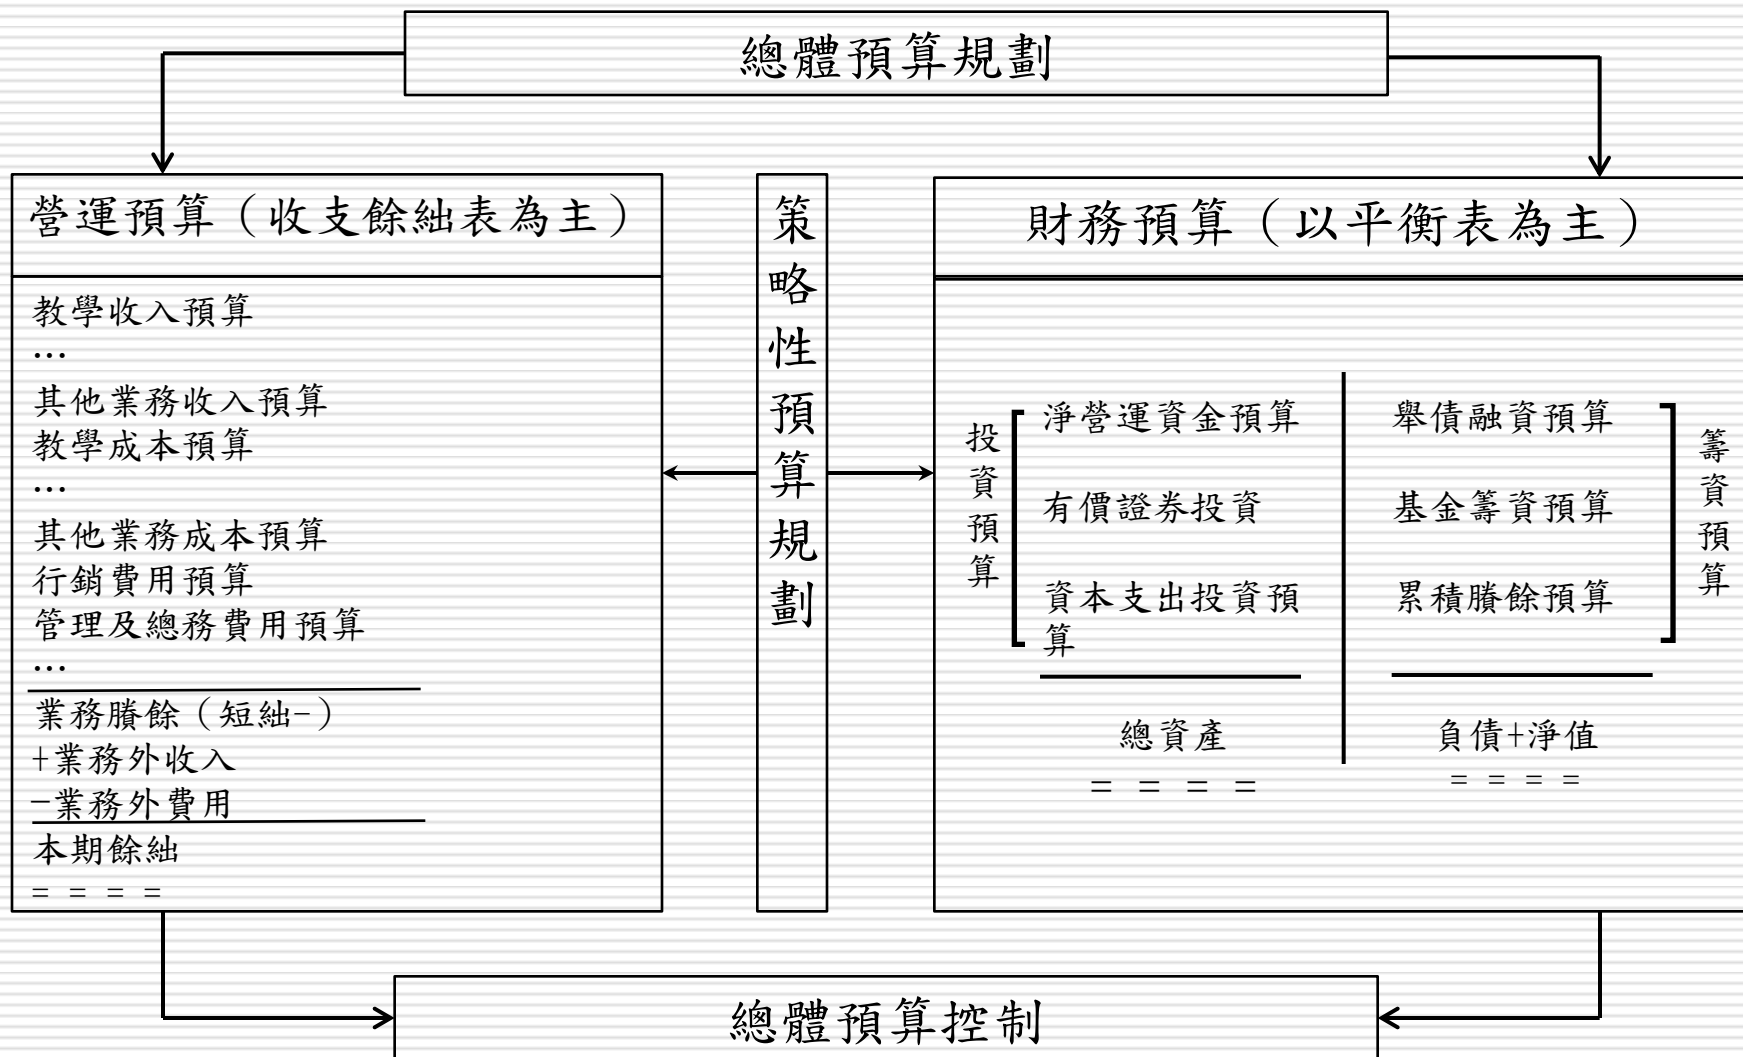 總體預算規劃
營運預算（收支餘絀表為主）
教學收入預算
…
其他業務收入預算
教學成本預算
…
其他業務成本預算
行銷費用預算
管理及總務費用預算
…
業務賸餘（短絀-）
+業務外收入
-業務外費用
本期餘絀
= = = =
策略性預算規劃
財務預算（以平衡表為主）
投資預算
淨營運資金預算
有價證券投資
資本支出投資預
算
總資產
= = = =
舉債融資預算
基金籌資預算
累積賸餘預算
負債+淨值
= = = =
籌資預算
總體預算控制